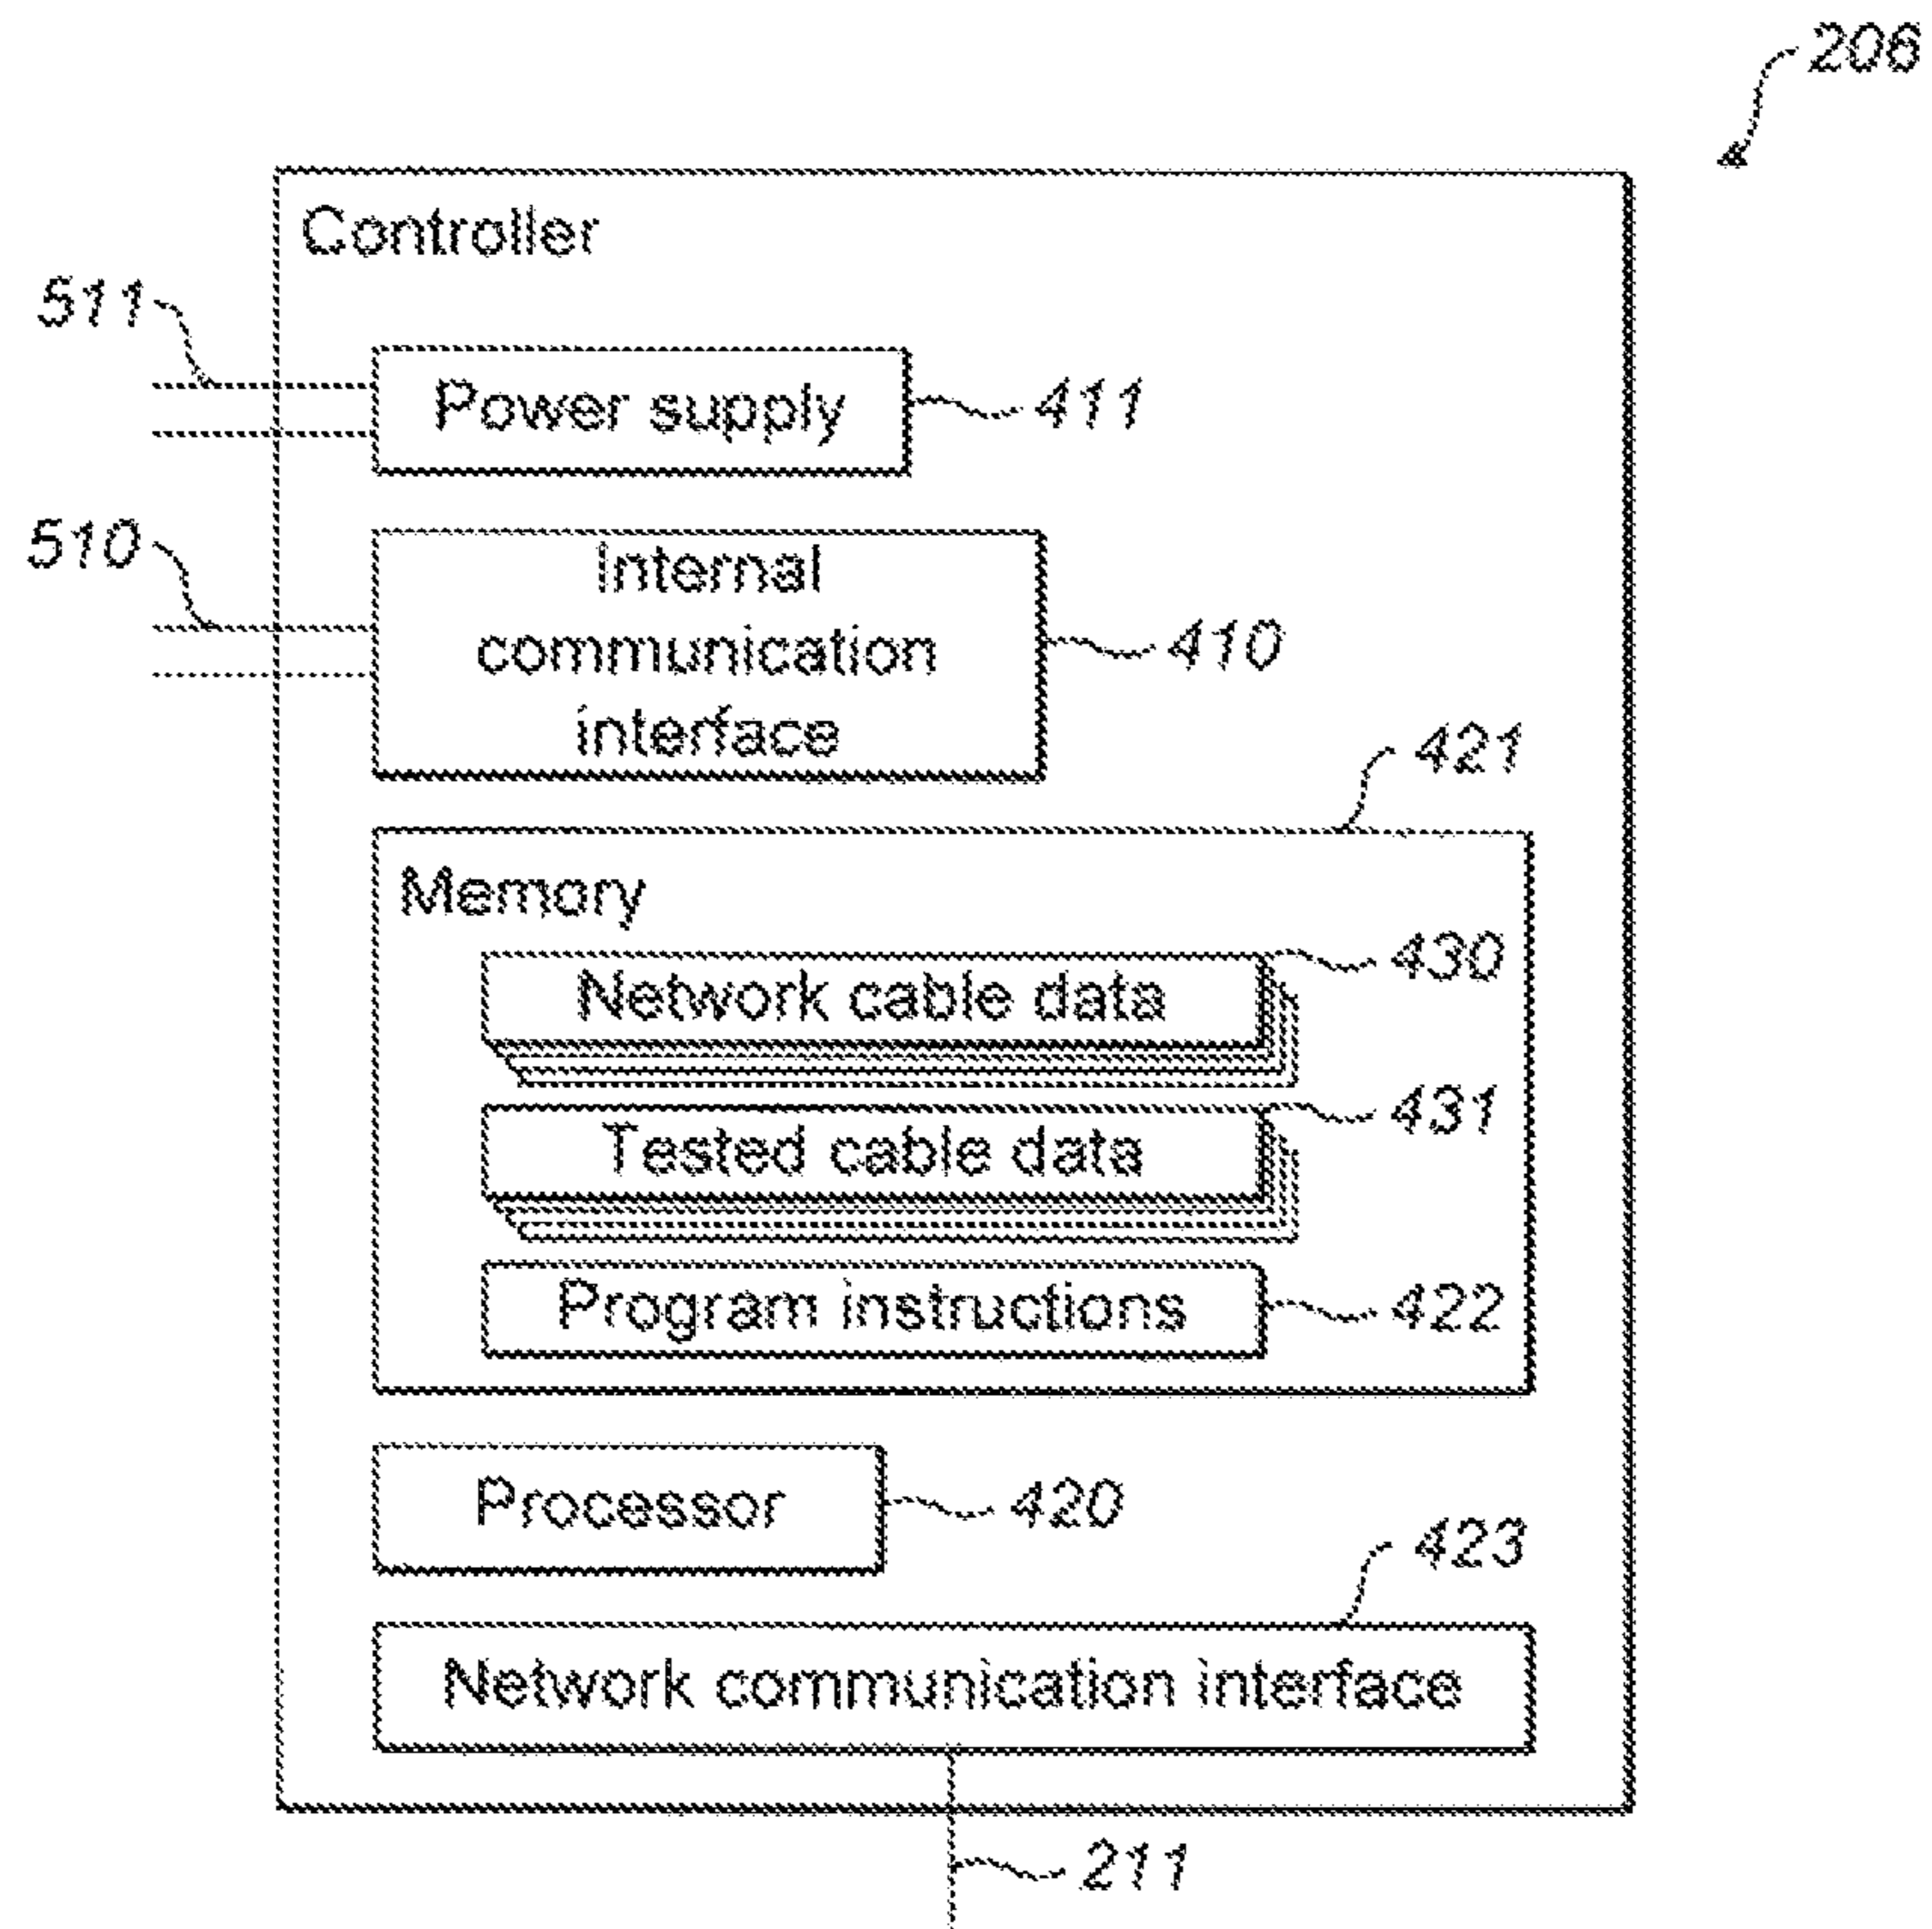 206
Controller
511
Power supply
411
510
Internal
communication
interface
410
421
Memory
430
Network cable data
431
Tested cable data
Program instructions
422
Processor
420
423
Network communication interface
211